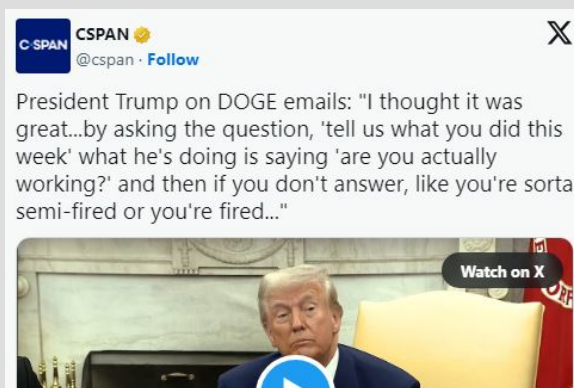 C-SPAN
CSPAN
X
@cspan · Follow
President Trump on DOGE emails: "I thought it was
great...by asking the question, 'tell us what you did this
week' what he's doing is saying 'are you actually
working?' and then if you don't answer, like you're sorta
semi-fired or you're fired..."
Watch on X